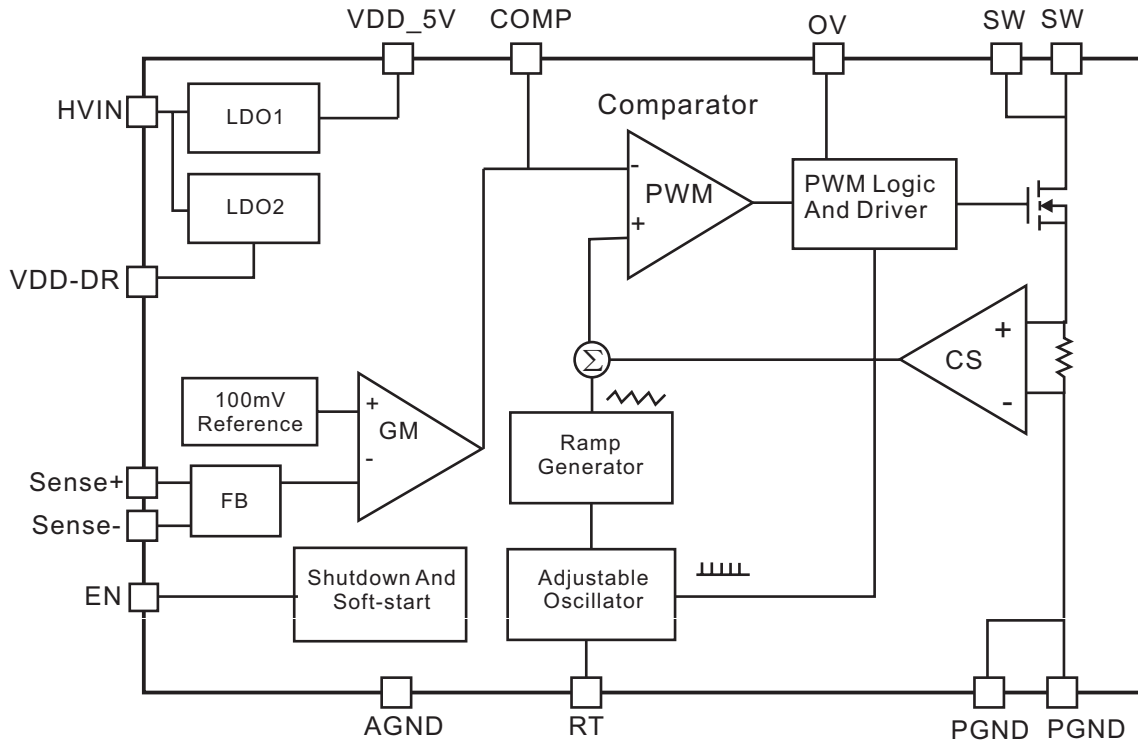 VDD_5V
COMP
OV
SW
SW
HVIN
LDO1
Comparator
LDO2
-
PWM
+
PWM Logic
And Driver
VDD-DR
+
CS
-
Σ
100mV
Reference
+
GM
-
Ramp
Generator
Sense+
FB
Sense-
EN
Shutdown And
Soft-start
Adjustable
Oscillator
AGND
RT
PGND
PGND